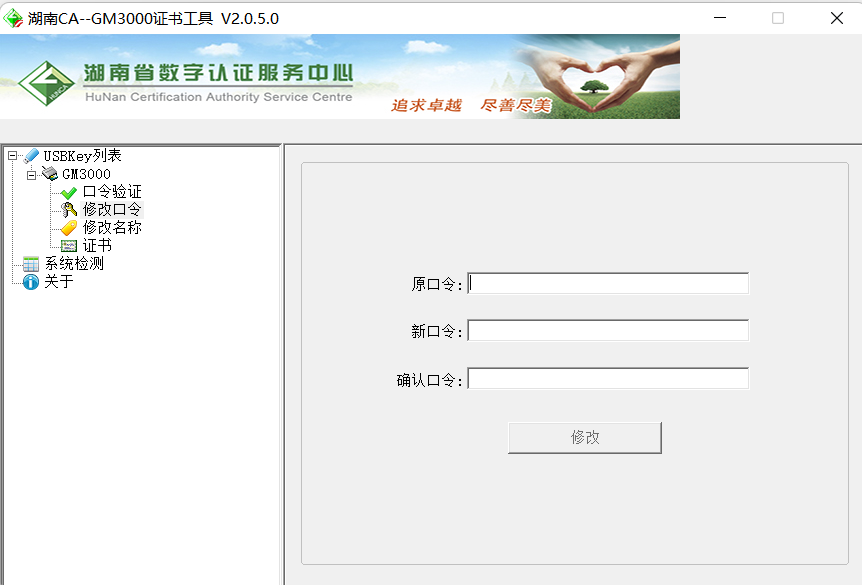 湖南CA--GM3000证书工具 V2.0.5.0
湖南省数字认证服务中心
HuNan Certification Authority Service Centre
HUNCA
追求卓越 尽善尽美
USBKey列表
GM3000
口令验证
修改口令
修改名称
证书
系统检测
关于
原口令:
新口令:
确认口令:
修改